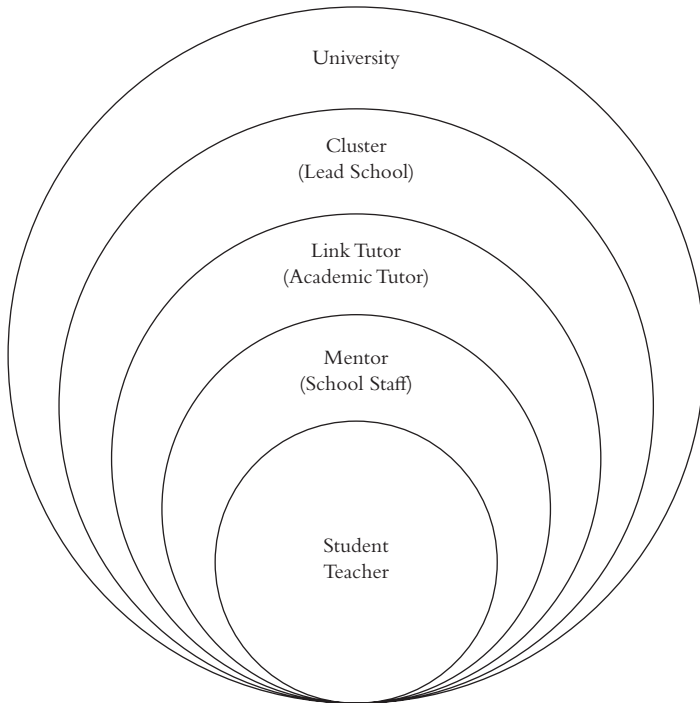 University
Cluster
(Lead School)
Link Tutor
(Academic Tutor)
Mentor
(School Staff)
Student
Teacher